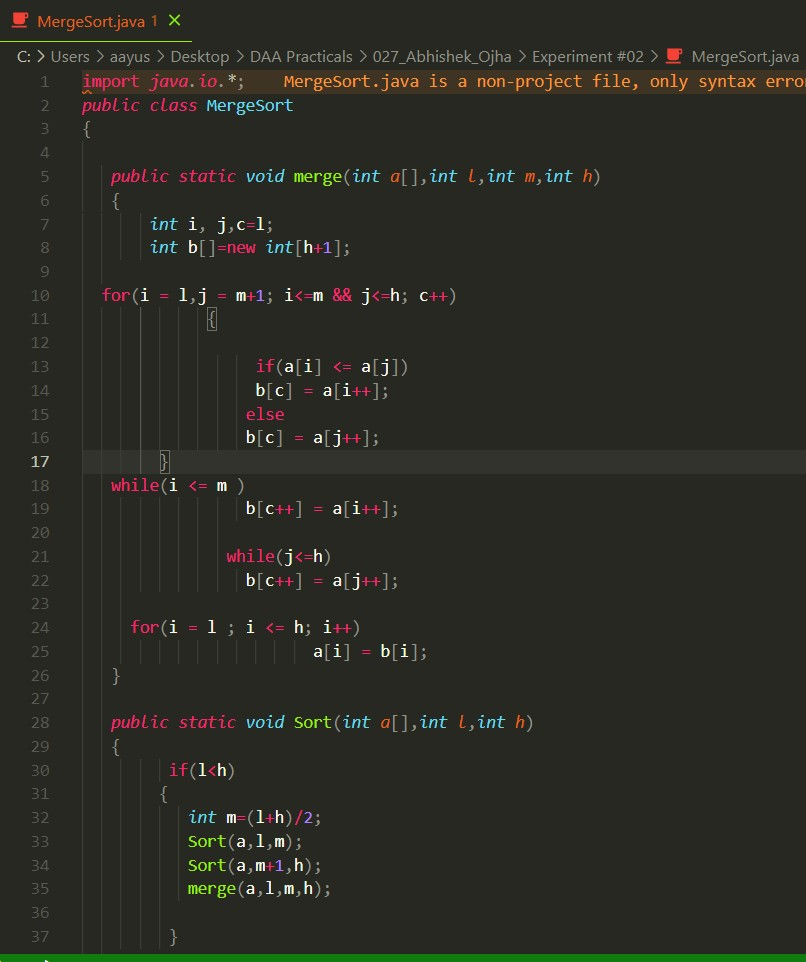 MergeSort.java 1 ✕
C: > Users > aayus > Desktop > DAA Practicals > 027_Abhishek_Ojha > Experiment #02 > MergeSort.java
1 import java.io.*; MergeSort.java is a non-project file, only syntax erro
2 public class MergeSort
3 {
4
5 public static void merge(int a[],int l,int m,int h)
6 {
7 int i, j,c=l;
8 int b[]=new int[h+1];
9
10 for(i = l,j = m+1; i<=m && j<=h; c++)
11 {
12
13 if(a[i] <= a[j])
14 b[c] = a[i++];
15 else
16 b[c] = a[j++];
17 }
18 while(i <= m )
19 b[c++] = a[i++];
20
21 while(j<=h)
22 b[c++] = a[j++];
23
24 for(i = l ; i <= h; i++)
25 a[i] = b[i];
26 }
27
28 public static void Sort(int a[],int l,int h)
29 {
30 if(l<h)
31 {
32 int m=(l+h)/2;
33 Sort(a,l,m);
34 Sort(a,m+1,h);
35 merge(a,l,m,h);
36
37 }